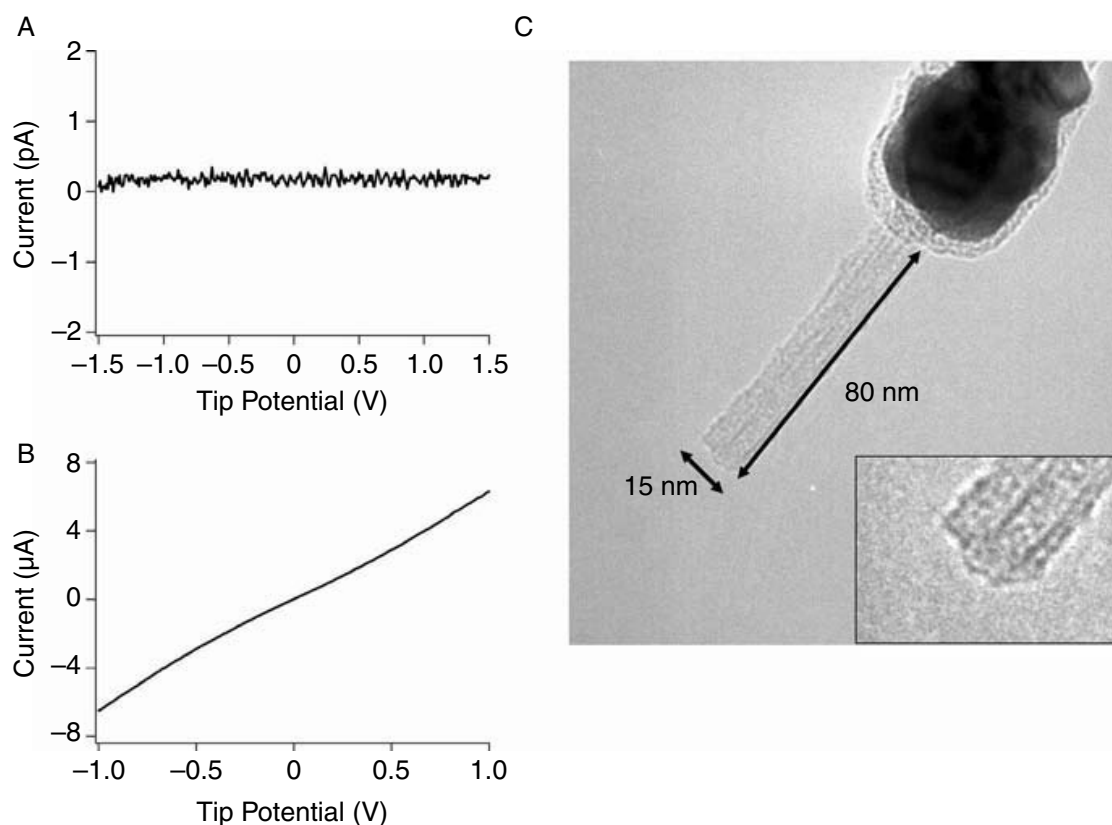 A
2
1
0
–1
–2
Current (pA)
–1.5 –1.0 –0.5 0 0.5 1.0 1.5
Tip Potential (V)
B
8
4
0
–4
–8
Current (µA)
–1.0 –0.5 0 0.5 1.0
Tip Potential (V)
C
80 nm
15 nm